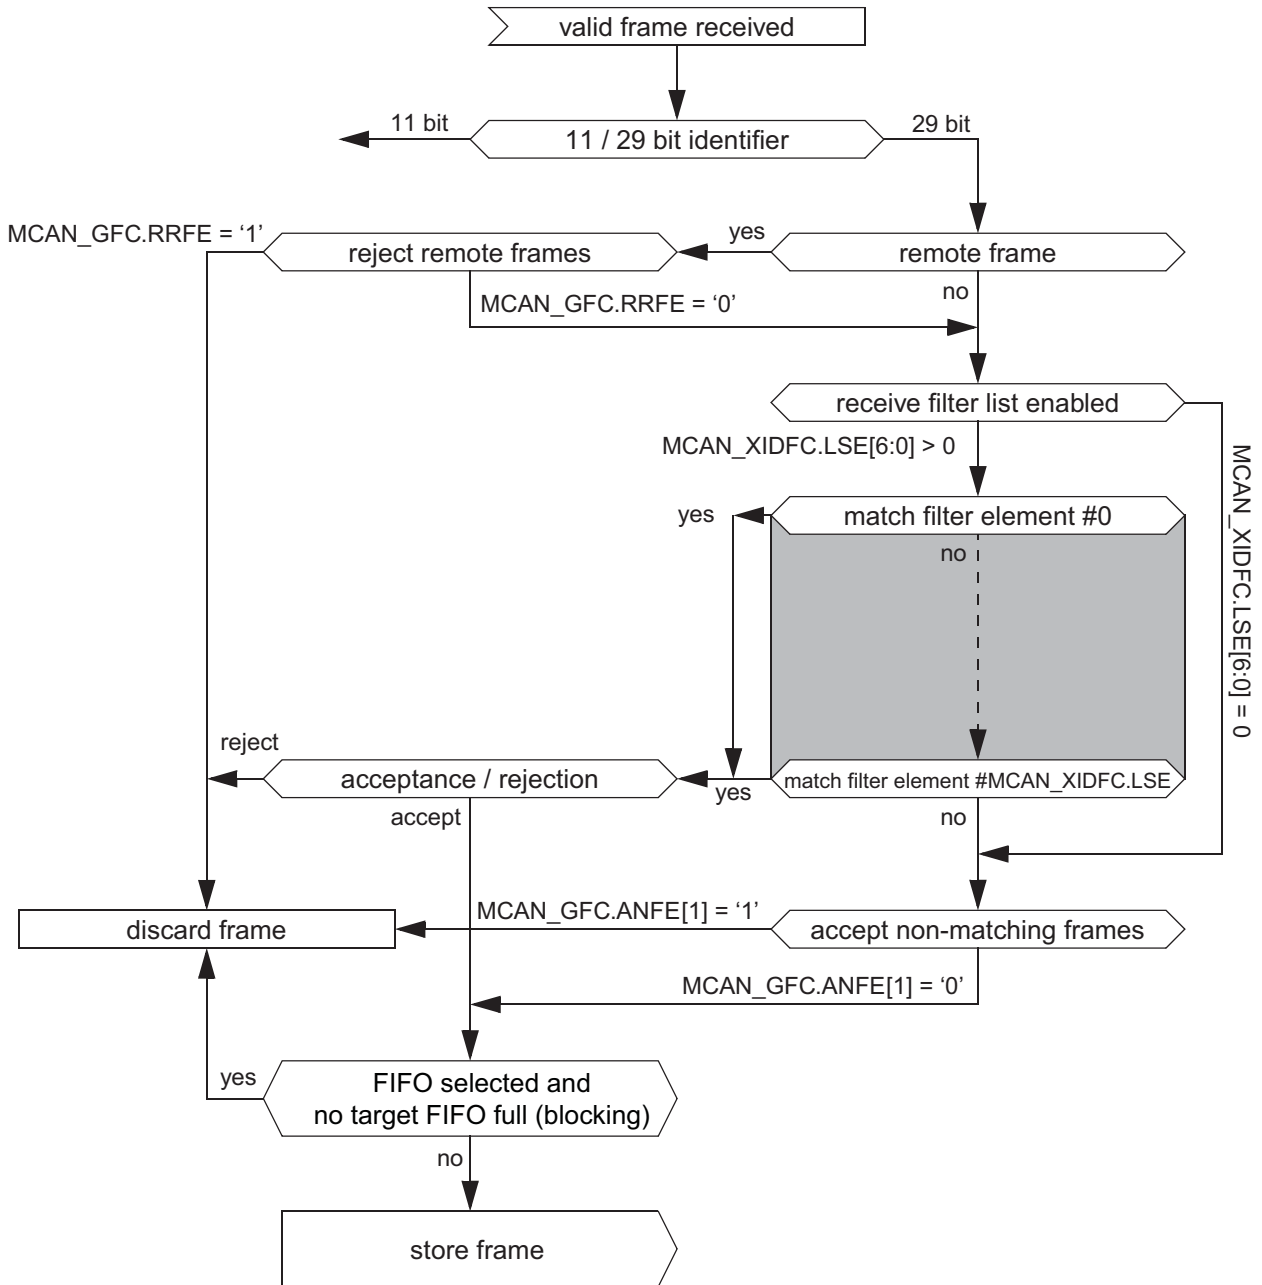 valid frame received
11 bit
11 / 29 bit identifier
29 bit
MCAN_GFC.RRFE = ‘1’
reject remote frames
yes
remote frame
MCAN_GFC.RRFE = ‘0’
no
receive filter list enabled
MCAN_XIDFC.LSE[6:0] > 0
MCAN_XIDFC.LSE[6:0] = 0
yes
match filter element #0
no
reject
acceptance / rejection
yes
match filter element #MCAN_XIDFC.LSE
accept
no
discard frame
MCAN_GFC.ANFE[1] = ‘1’
accept non-matching frames
MCAN_GFC.ANFE[1] = ‘0’
yes
FIFO selected and
no target FIFO full (blocking)
no
store frame